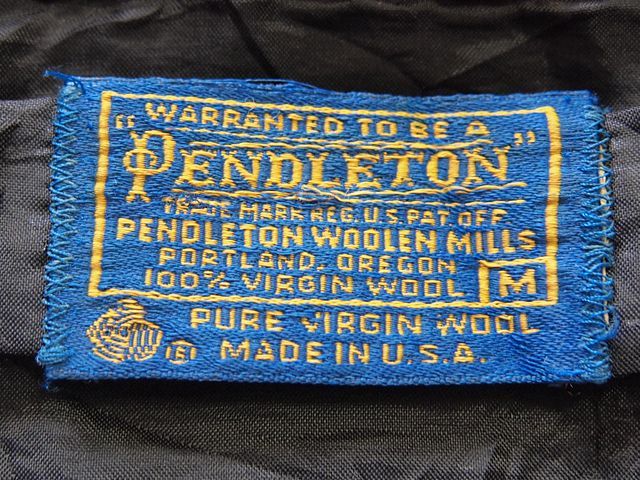 WARRANTED TO BE A
"PENDLETON"
TRADE MARK REG. U.S. PAT. OFF
PENDLETON WOOLEN MILLS
PORTLAND, OREGON
100% VIRGIN WOOL M
PURE VIRGIN WOOL
® MADE IN U.S.A.